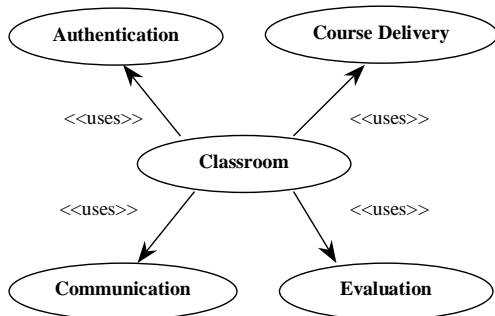 Authentication
Course Delivery
<<uses>>
<<uses>>
Classroom
<<uses>>
<<uses>>
Communication
Evaluation